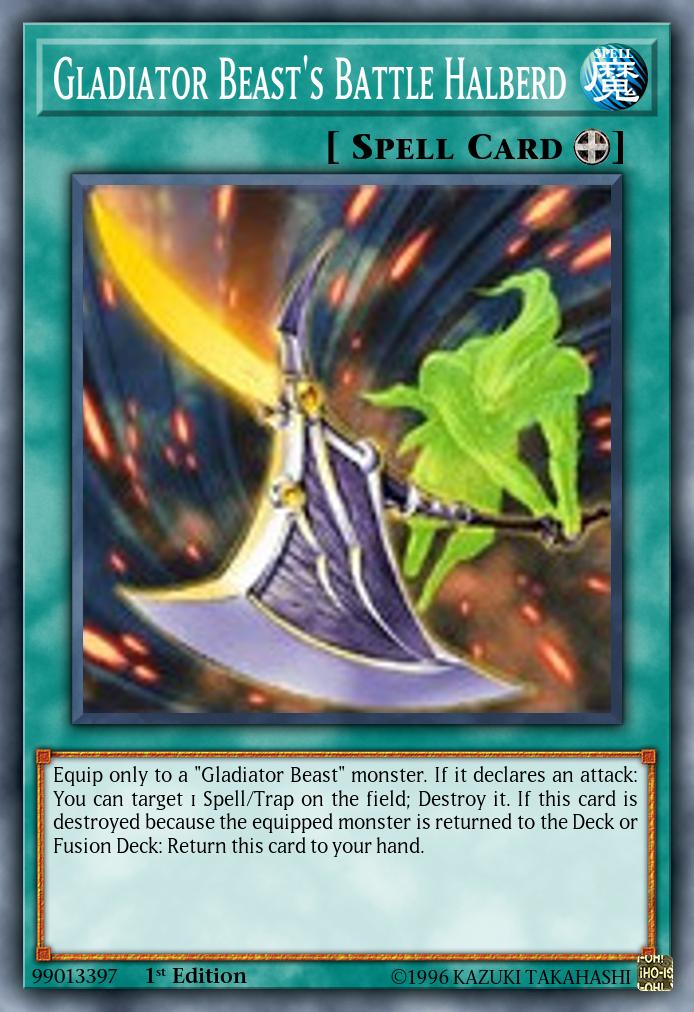 GLADIATOR BEAST'S BATTLE HALBERD
SPELL
魔
[ SPELL CARD ]
Equip only to a "Gladiator Beast" monster. If it declares an attack:
You can target 1 Spell/Trap on the field; Destroy it. If this card is
destroyed because the equipped monster is returned to the Deck or
Fusion Deck: Return this card to your hand.
99013397 1st Edition ©1996 KAZUKI TAKAHASHI